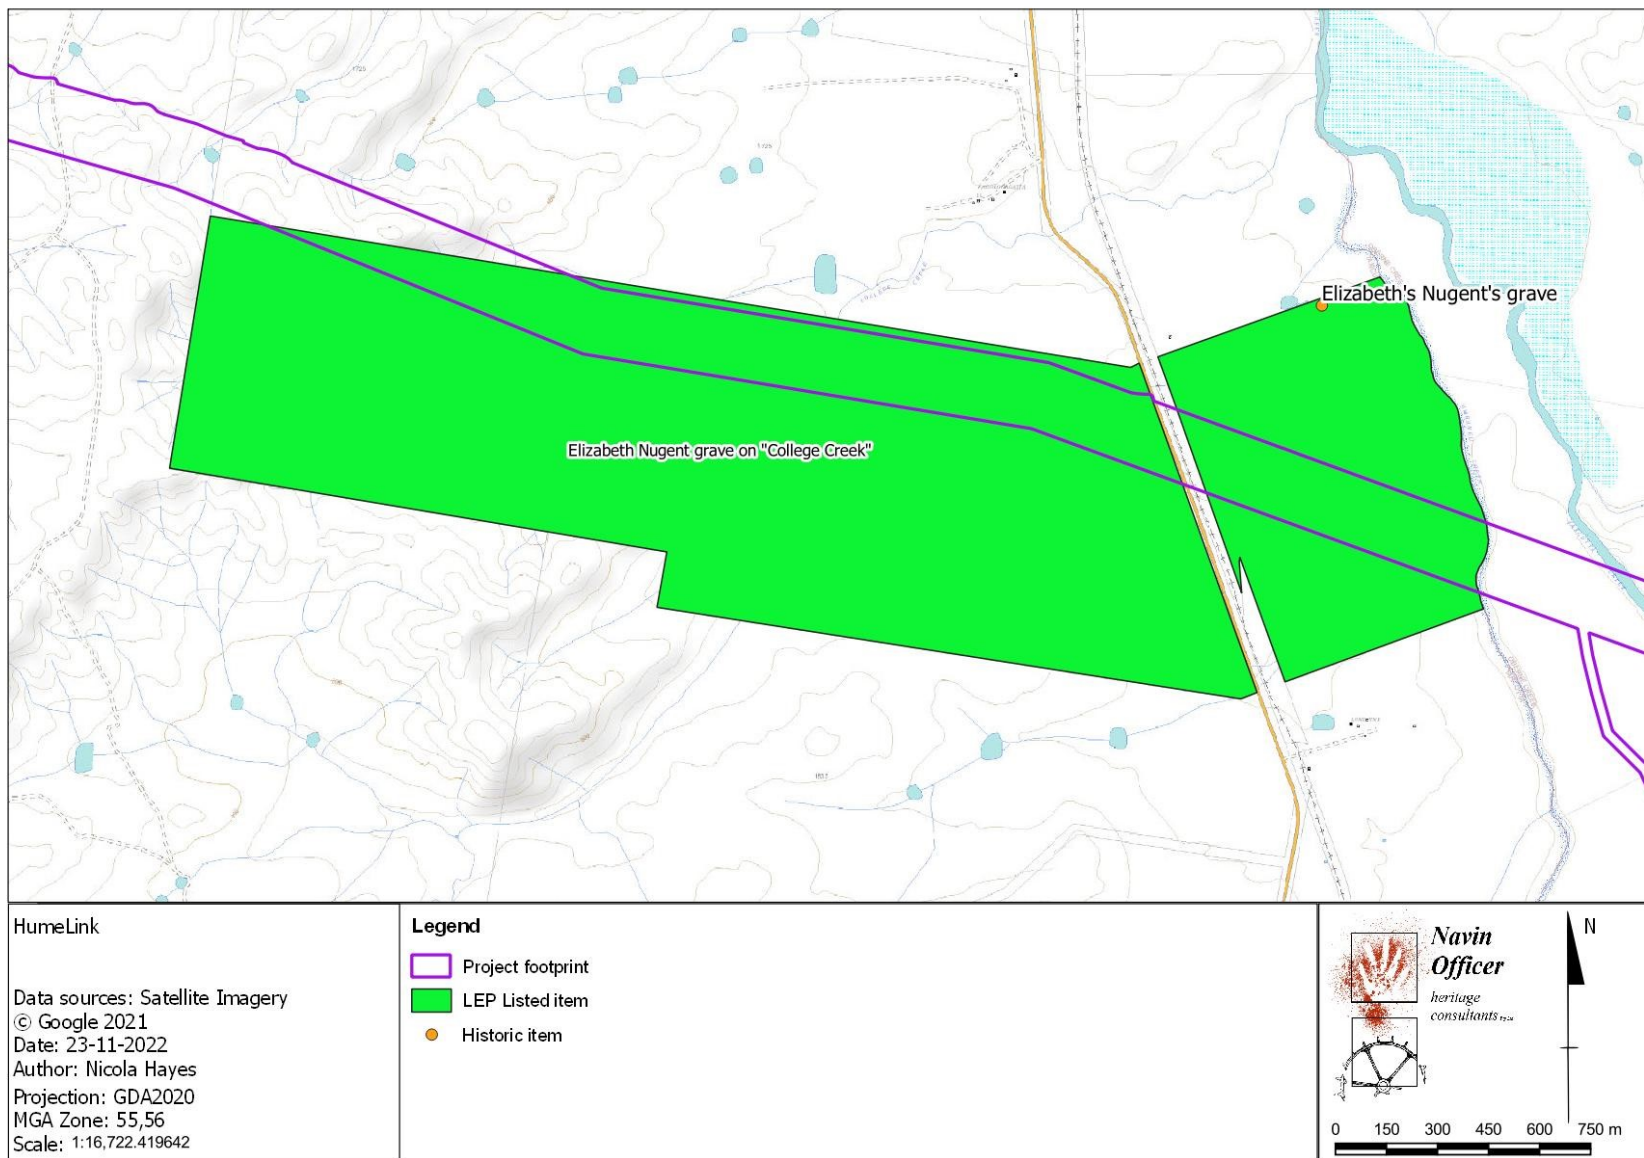 1725
1725
Elizabeth's Nugent's grave
Elizabeth Nugent grave on "College Creek"
HumeLink
Data sources: Satellite Imagery
© Google 2021
Date: 23-11-2022
Author: Nicola Hayes
Projection: GDA2020
MGA Zone: 55,56
Scale: 1:16,722.419642
Legend
Project footprint
LEP Listed item
Historic item
Navin
Officer
heritage
consultants
N
0 150 300 450 600 750 m